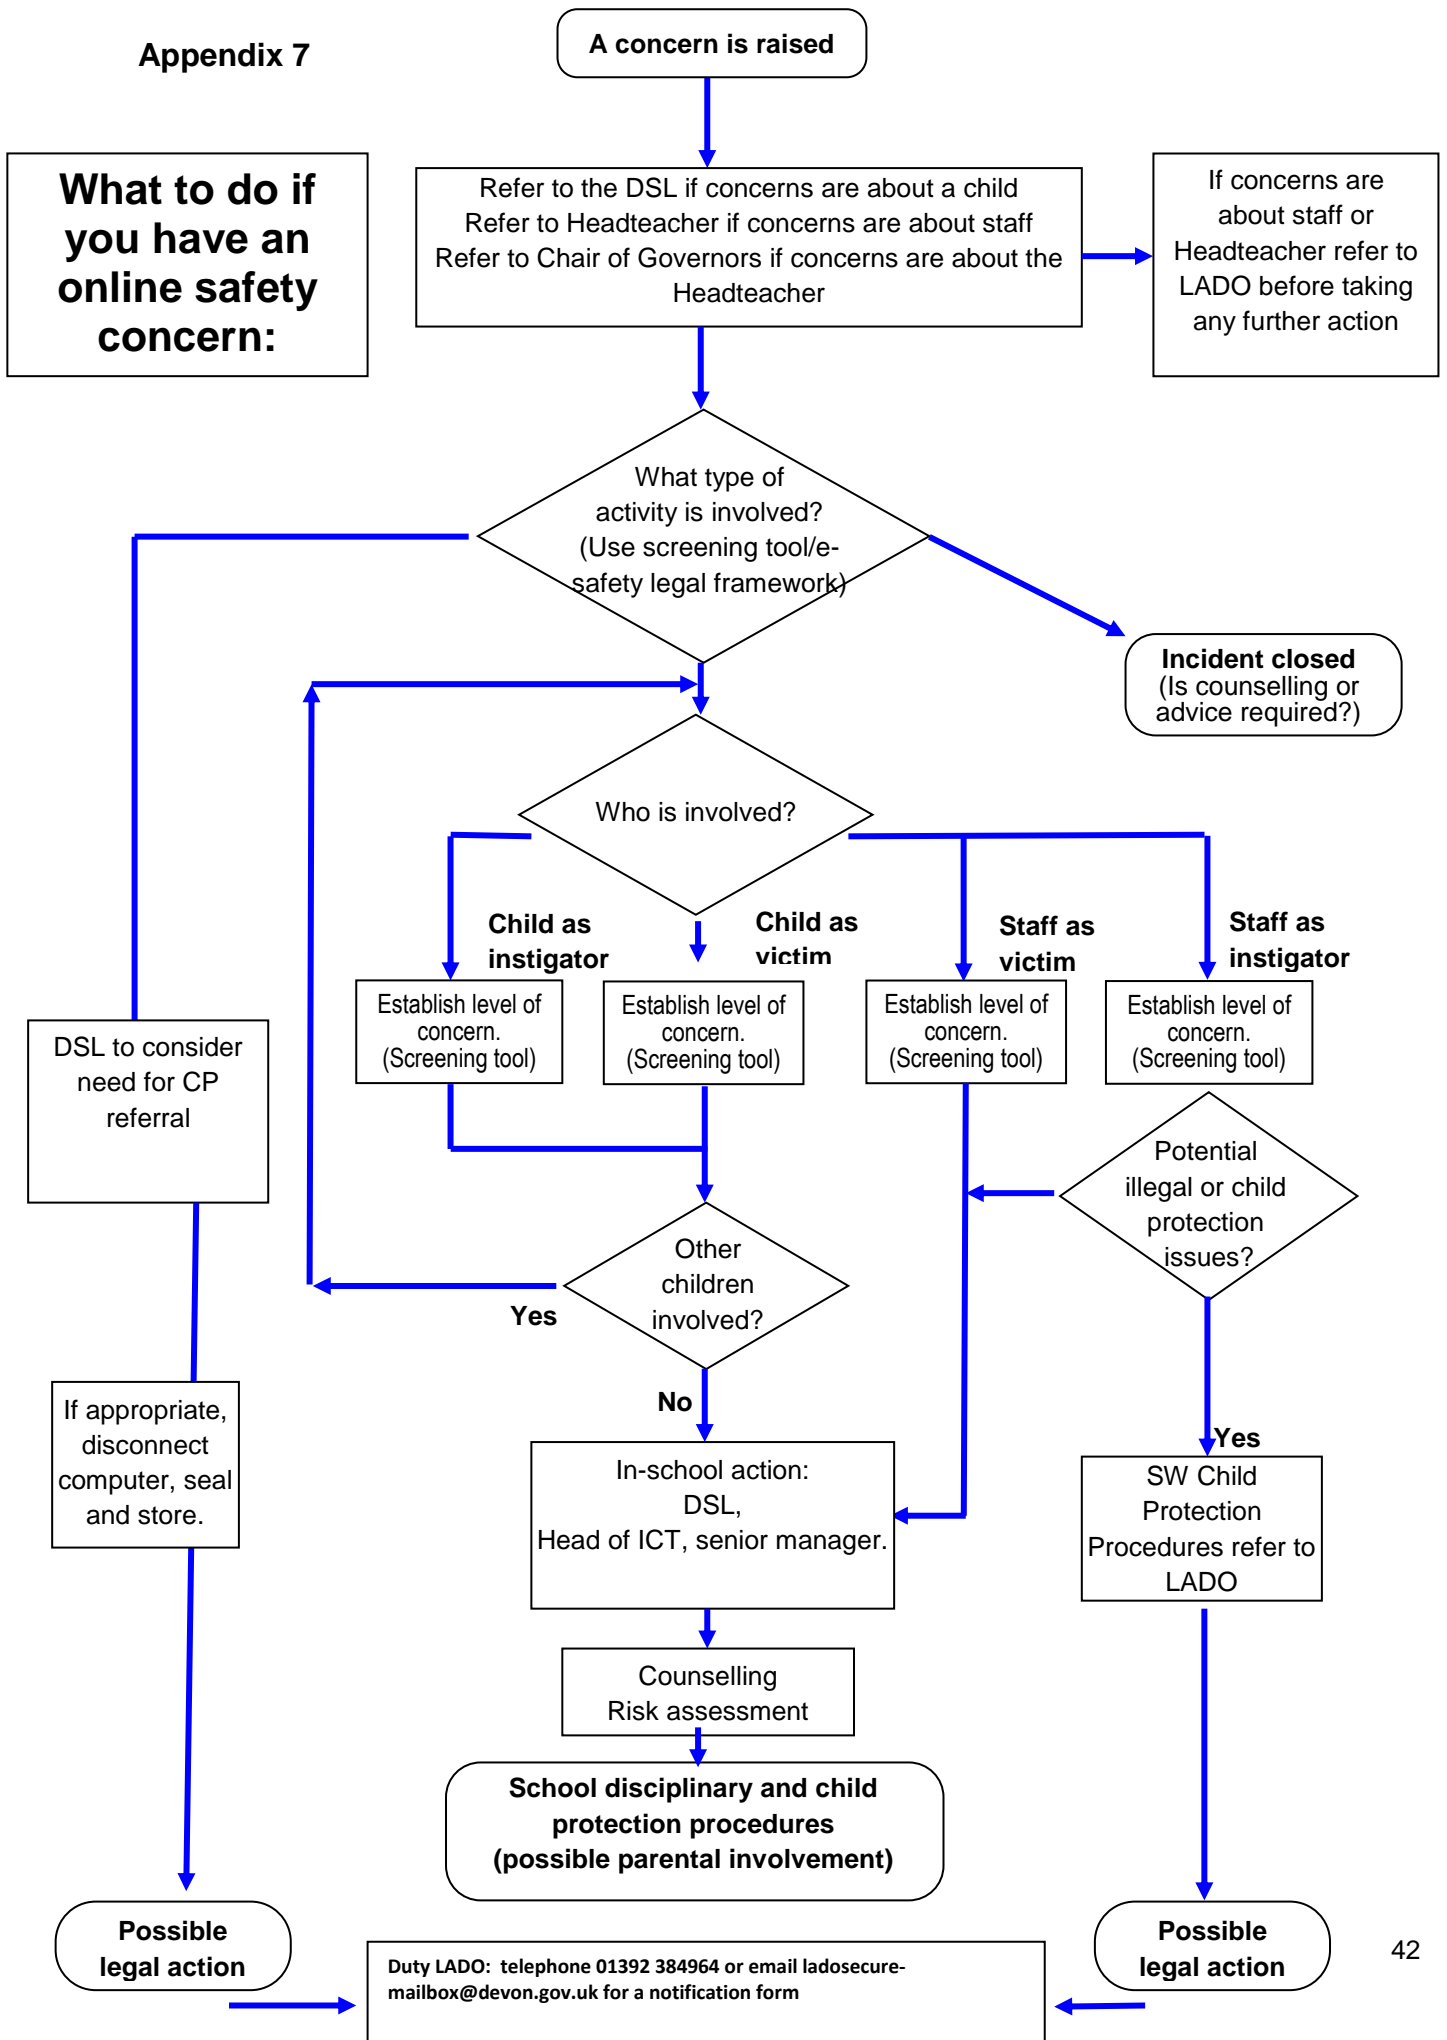 Appendix 7
A concern is raised
What to do if
you have an
online safety
concern:
Refer to the DSL if concerns are about a child
Refer to Headteacher if concerns are about staff
Refer to Chair of Governors if concerns are about the
Headteacher
If concerns are
about staff or
Headteacher refer to
LADO before taking
any further action
What type of
activity is involved?
(Use screening tool/e-
safety legal framework)
Incident closed
(Is counselling or
advice required?)
Who is involved?
Child as
instigator
Child as
victim
Staff as
victim
Staff as
instigator
Establish level of
concern.
(Screening tool)
Establish level of
concern.
(Screening tool)
Establish level of
concern.
(Screening tool)
Establish level of
concern.
(Screening tool)
DSL to consider
need for CP
referral
Potential
illegal or child
protection
issues?
Other
children
involved?
Yes
No
If appropriate,
disconnect
computer, seal
and store.
In-school action:
DSL,
Head of ICT, senior manager.
Yes
SW Child
Protection
Procedures refer to
LADO
Counselling
Risk assessment
School disciplinary and child
protection procedures
(possible parental involvement)
Possible
legal action
Possible
legal action
Duty LADO: telephone 01392 384964 or email ladosecure-
mailbox@devon.gov.uk for a notification form
42